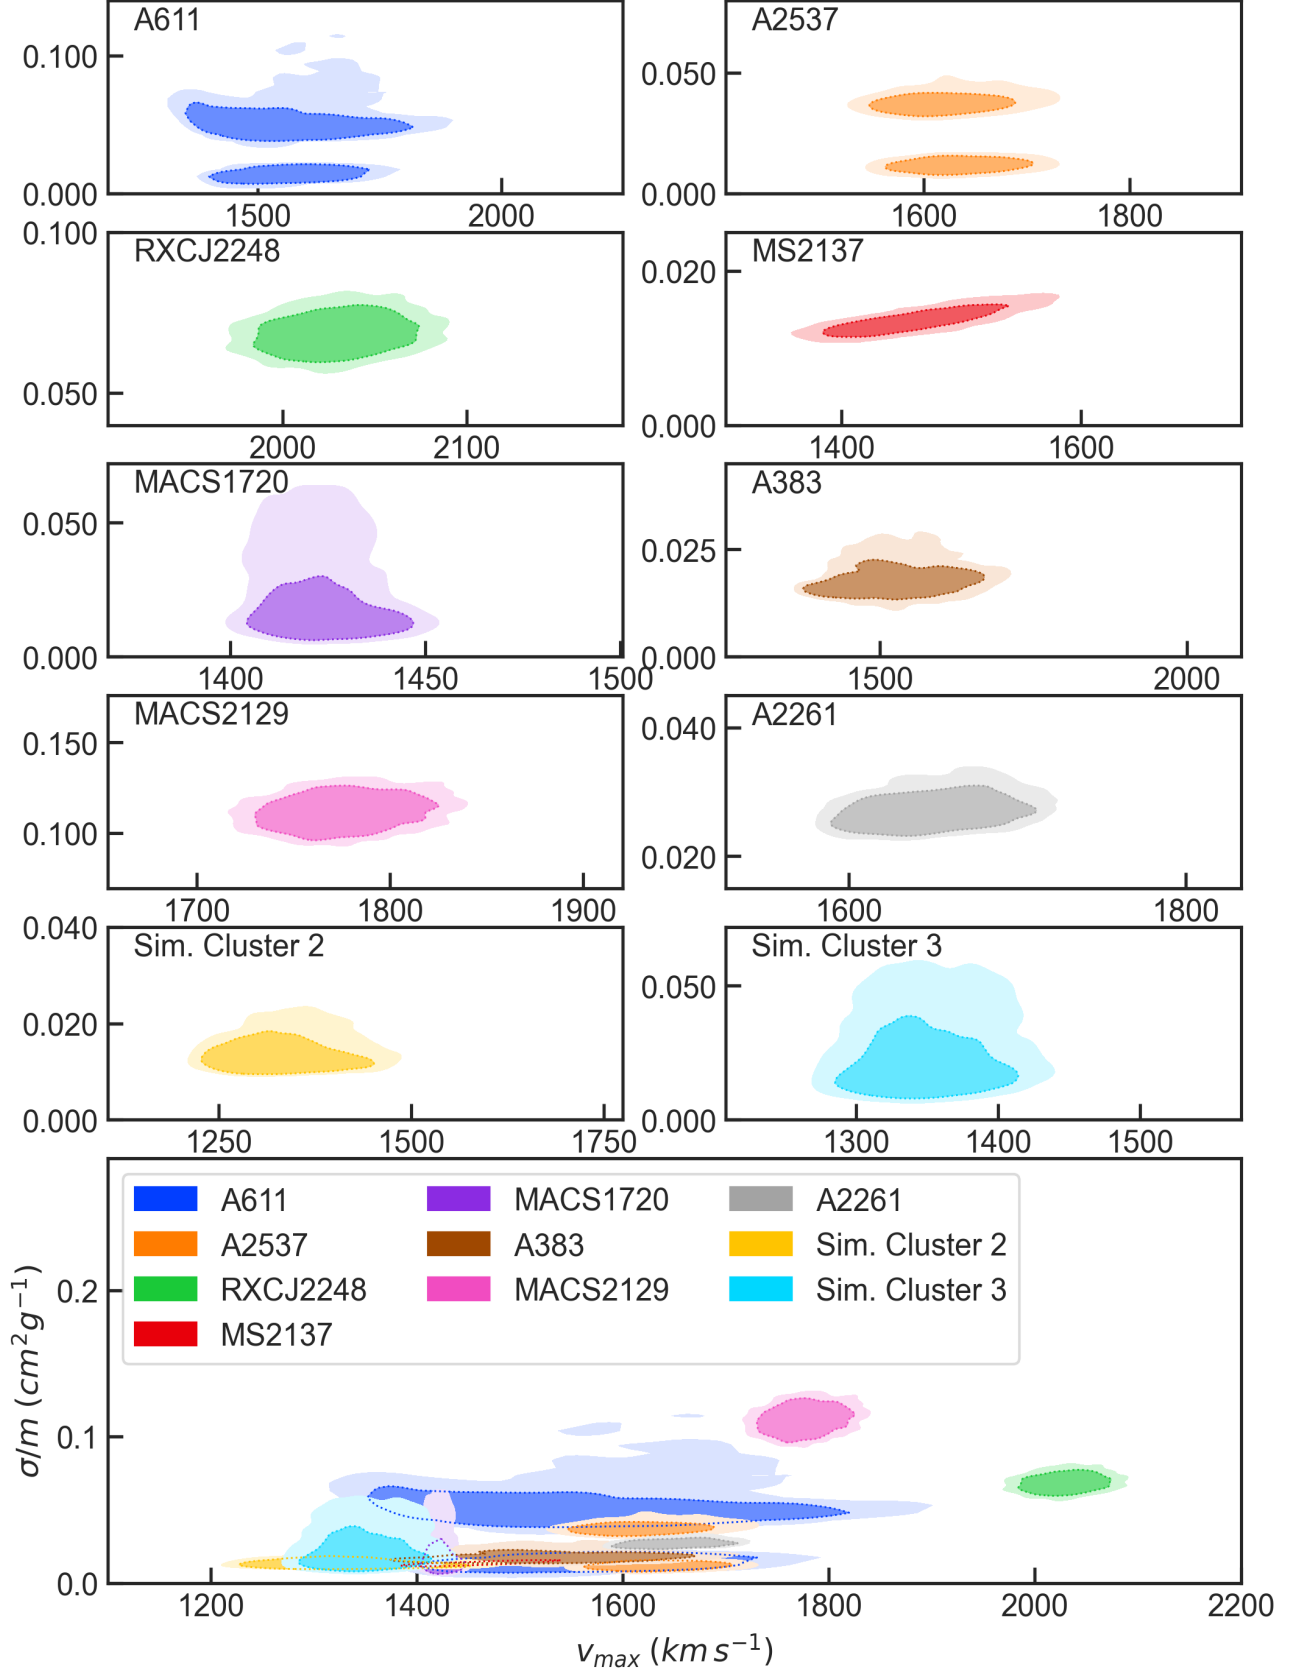 A611
0.100
0.000
1500
2000
A2537
0.050
0.000
1600
1800
RXCJ2248
0.100
0.050
2000
2100
MS2137
0.020
0.000
1400
1600
MACS1720
0.050
0.000
1400
1450
1500
A383
0.025
0.000
1500
2000
MACS2129
0.150
0.100
1700
1800
1900
A2261
0.040
0.020
1600
1800
Sim. Cluster 2
0.040
0.020
0.000
1250
1500
1750
Sim. Cluster 3
0.050
0.000
1300
1400
1500
A611
A2537
RXCJ2248
MS2137
MACS1720
A383
MACS2129
A2261
Sim. Cluster 2
Sim. Cluster 3
σ/m (cm²g⁻¹)
0.2
0.1
0.0
1200
1400
1600
1800
2000
2200
v_max (km s⁻¹)